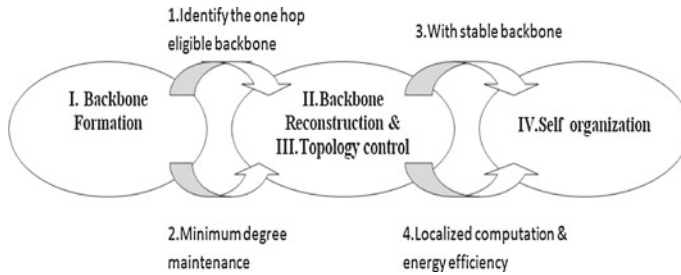 1.Identify the one hop
eligible backbone
3.With stable backbone
I. Backbone
Formation
II.Backbone
Reconstruction &
III.Topology control
IV.Self organization
2.Minimum degree
maintenance
4.Localized computation &
energy efficiency